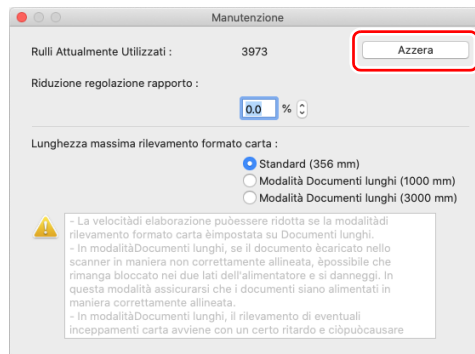 Manutenzione
Rulli Attualmente Utilizzati : 3973 Azzera
Riduzione regolazione rapporto :
0.0 %
Lunghezza massima rilevamento formato carta :
Standard (356 mm)
Modalità Documenti lunghi (1000 mm)
Modalità Documenti lunghi (3000 mm)
- La velocitàdi elaborazione puòessere ridotta se la modalitàdi
rilevamento formato carta èimpostata su Documenti lunghi.
- In modalitàDocumenti lunghi, se il documento ècaricato nello
scanner in maniera non correttamente allineata, èpossibile che
rimanga bloccato nei due lati dell'alimentatore e si danneggi. In
questa modalità assicurarsi che i documenti siano alimentati in
maniera correttamente allineata.
- In modalitàDocumenti lunghi, il rilevamento di eventuali
inceppamenti carta avviene con un certo ritardo e ciòpuòcausare